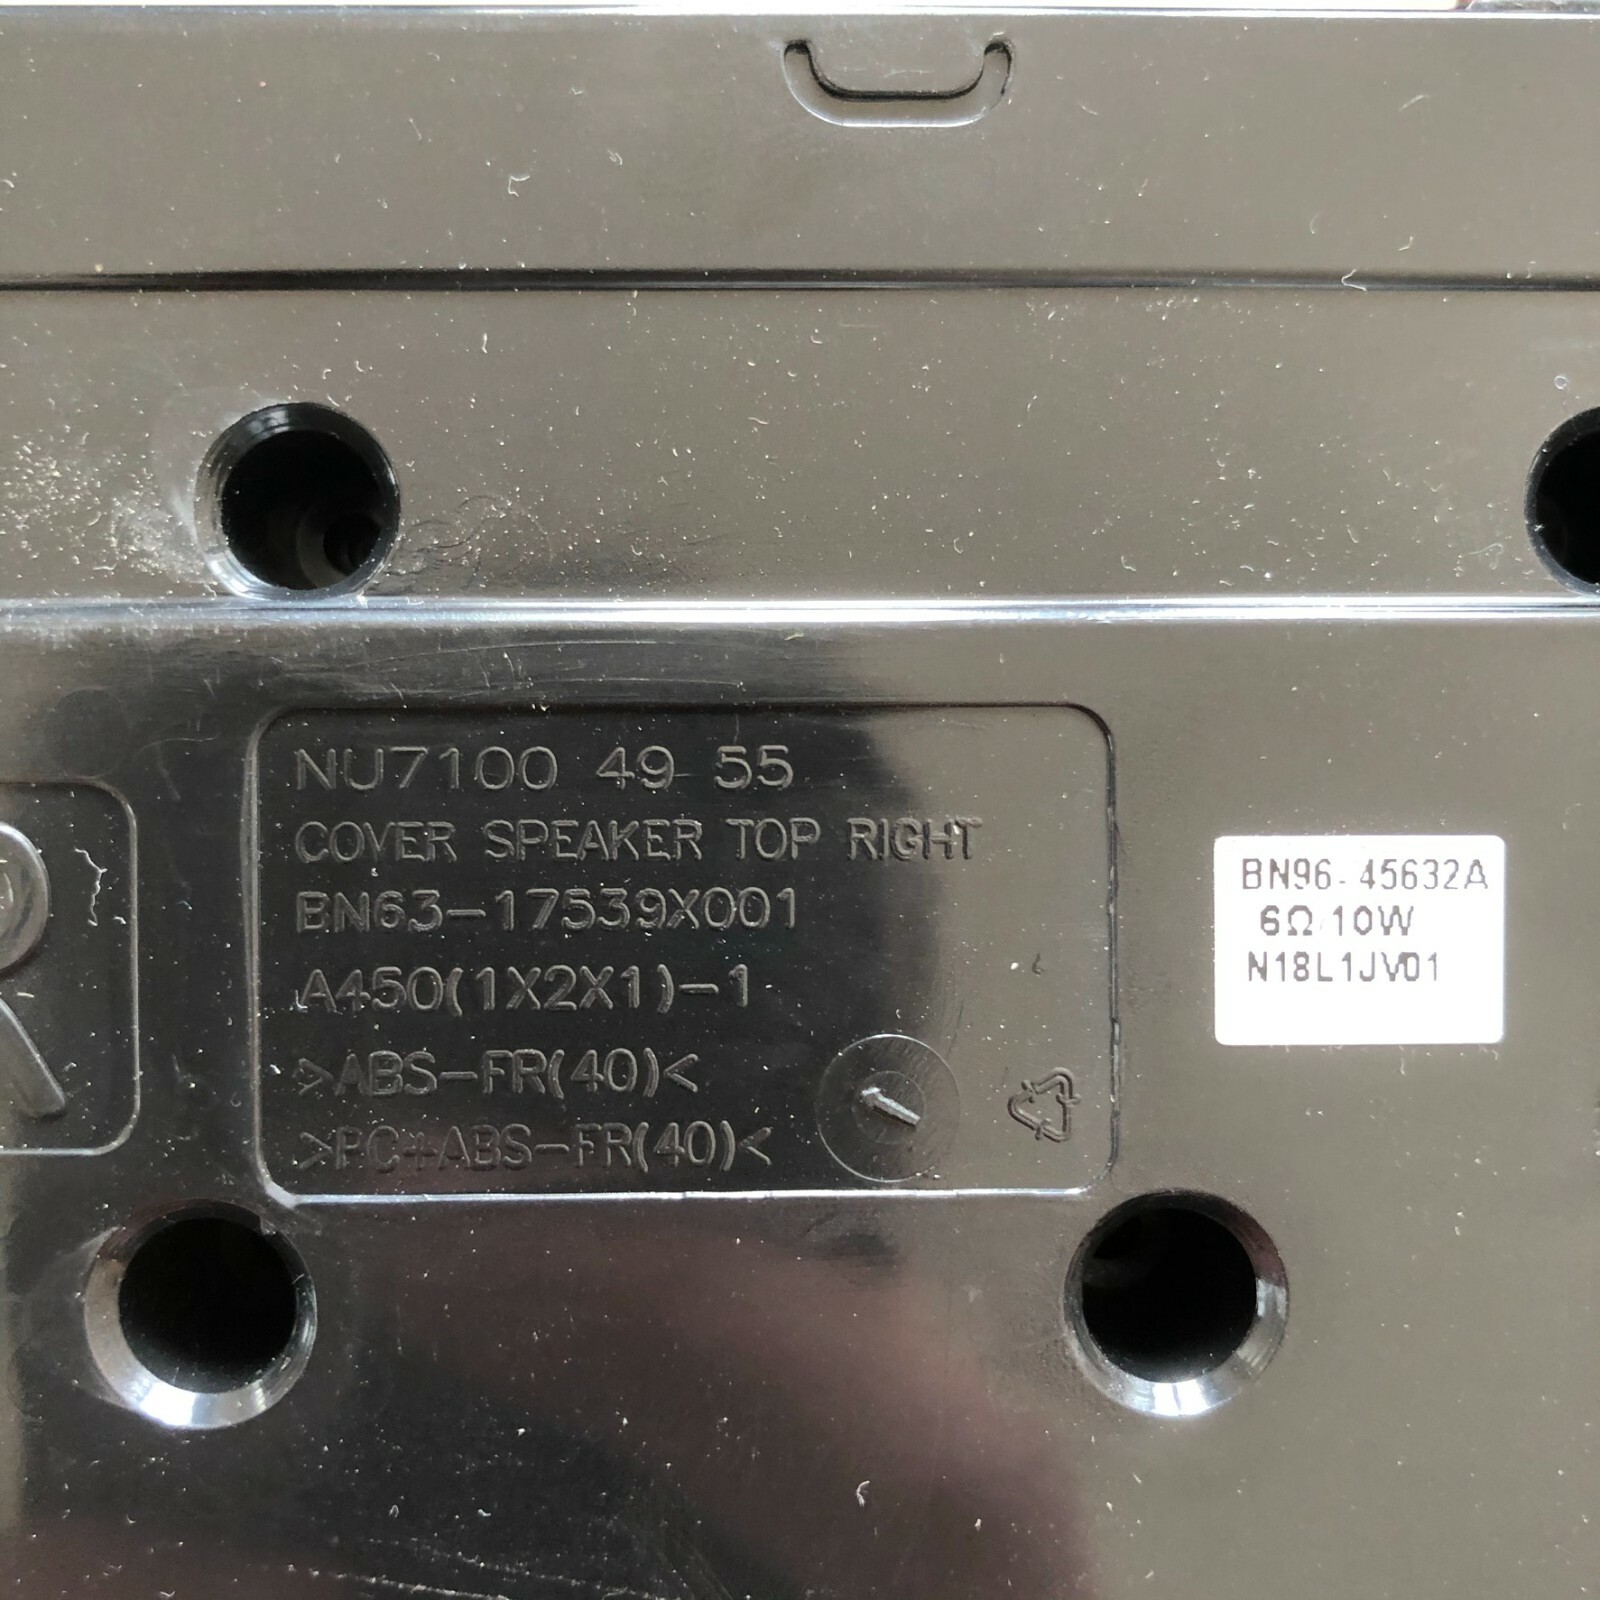 NU7100 49 55
COVER SPEAKER TOP RIGHT
BN63-17539X001
A450(1X2X1)-1
>ABS-FR(40)<
>PC+ABS-FR(40)<
R
BN96-45632A
6Ω/10W
N18L1JV01